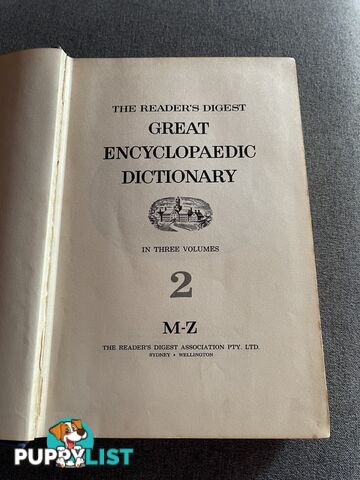 THE READER'S DIGEST
GREAT
ENCYCLOPAEDIC
DICTIONARY
IN THREE VOLUMES
2
M-Z
THE READER'S DIGEST ASSOCIATION PTY. LTD.
SYDNEY • WELLINGTON
PUPPYLIST